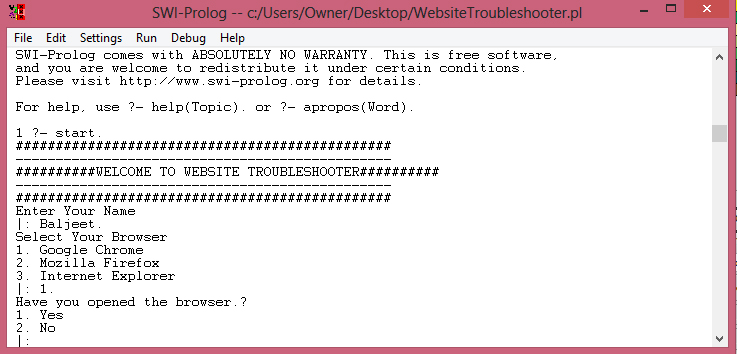 SWI-Prolog -- c:/Users/Owner/Desktop/WebsiteTroubleshooter.pl
File Edit Settings Run Debug Help
SWI-Prolog comes with ABSOLUTELY NO WARRANTY. This is free software,
and you are welcome to redistribute it under certain conditions.
Please visit http://www.swi-prolog.org for details.
For help, use ?- help(Topic). or ?- apropos(Word).
1 ?- start.
###############################################
-----------------------------------------------
##########WELCOME TO WEBSITE TROUBLESHOOTER##########
-----------------------------------------------
###############################################
Enter Your Name
|: Baljeet.
Select Your Browser
1. Google Chrome
2. Mozilla Firefox
3. Internet Explorer
|: 1.
Have you opened the browser.?
1. Yes
2. No
|: